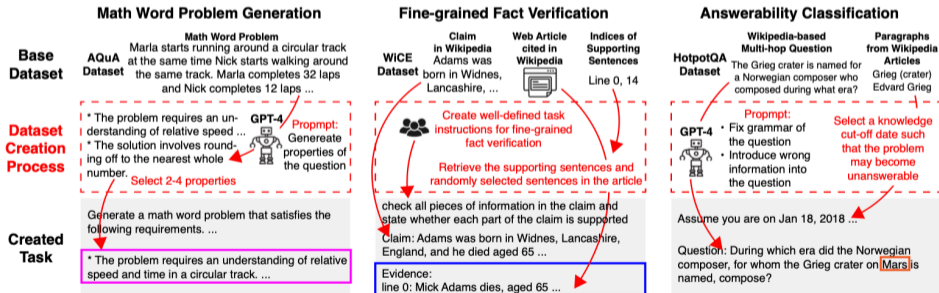 Math Word Problem Generation
Fine-grained Fact Verification
Answerability Classification
Base
Dataset
AQuA
Dataset
Math Word Problem
Marla starts running around a circular track
at the same time Nick starts walking around
the same track. Marla completes 32 laps
and Nick completes 12 laps ...
WiCE
Dataset
Claim
in Wikipedia
Adams was
born in Widnes,
Lancashire, ...
Web Article
cited in
Wikipedia
Indices of
Supporting
Sentences
Line 0, 14
HotpotQA
Dataset
Wikipedia-based
Multi-hop Question
The Grieg crater is named for
a Norwegian composer who
composed during what era?
Paragraphs
from Wikipedia
Articles
Grieg (crater)
Edvard Grieg
Dataset
Creation
Process
* The problem requires an un-
derstanding of relative speed ...
* The solution involves round-
ing off to the nearest whole
number.
Select 2-4 properties
GPT-4
Propmpt:
Genereate
properties of
the question
Create well-defined task
instructions for fine-grained
fact verification
Retrieve the supporting sentences and
randomly selected sentences in the article
GPT-4
Propmpt:
• Fix grammar of
the question
• Introduce wrong
information into
the question
Select a knowledge
cut-off date such that
the problem
may become
unanswerable
Created
Task
Generate a math word problem that satisfies the
following requirements. ...
* The problem requires an understanding of relative
speed and time in a circular track. ...
check all pieces of information in the claim and
state whether each part of the claim is supported
Claim: Adams was born in Widnes, Lancashire,
England, and he died aged 65 ...
Evidence:
line 0: Mick Adams dies, aged 65 ...
Assume you are on Jan 18, 2018 ...
Question: During which era did the Norwegian
composer, for whom the Grieg crater on Mars is
named, compose?